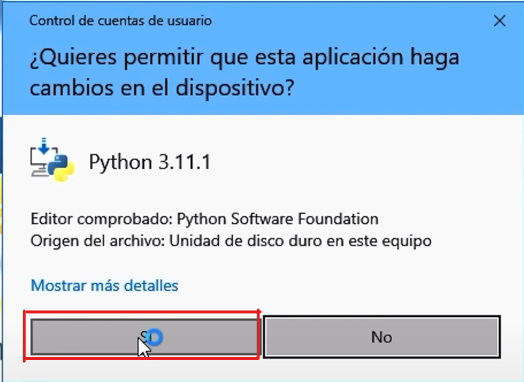 Control de cuentas de usuario
¿Quieres permitir que esta aplicación haga
cambios en el dispositivo?
Python 3.11.1
Editor comprobado: Python Software Foundation
Origen del archivo: Unidad de disco duro en este equipo
Mostrar más detalles
No